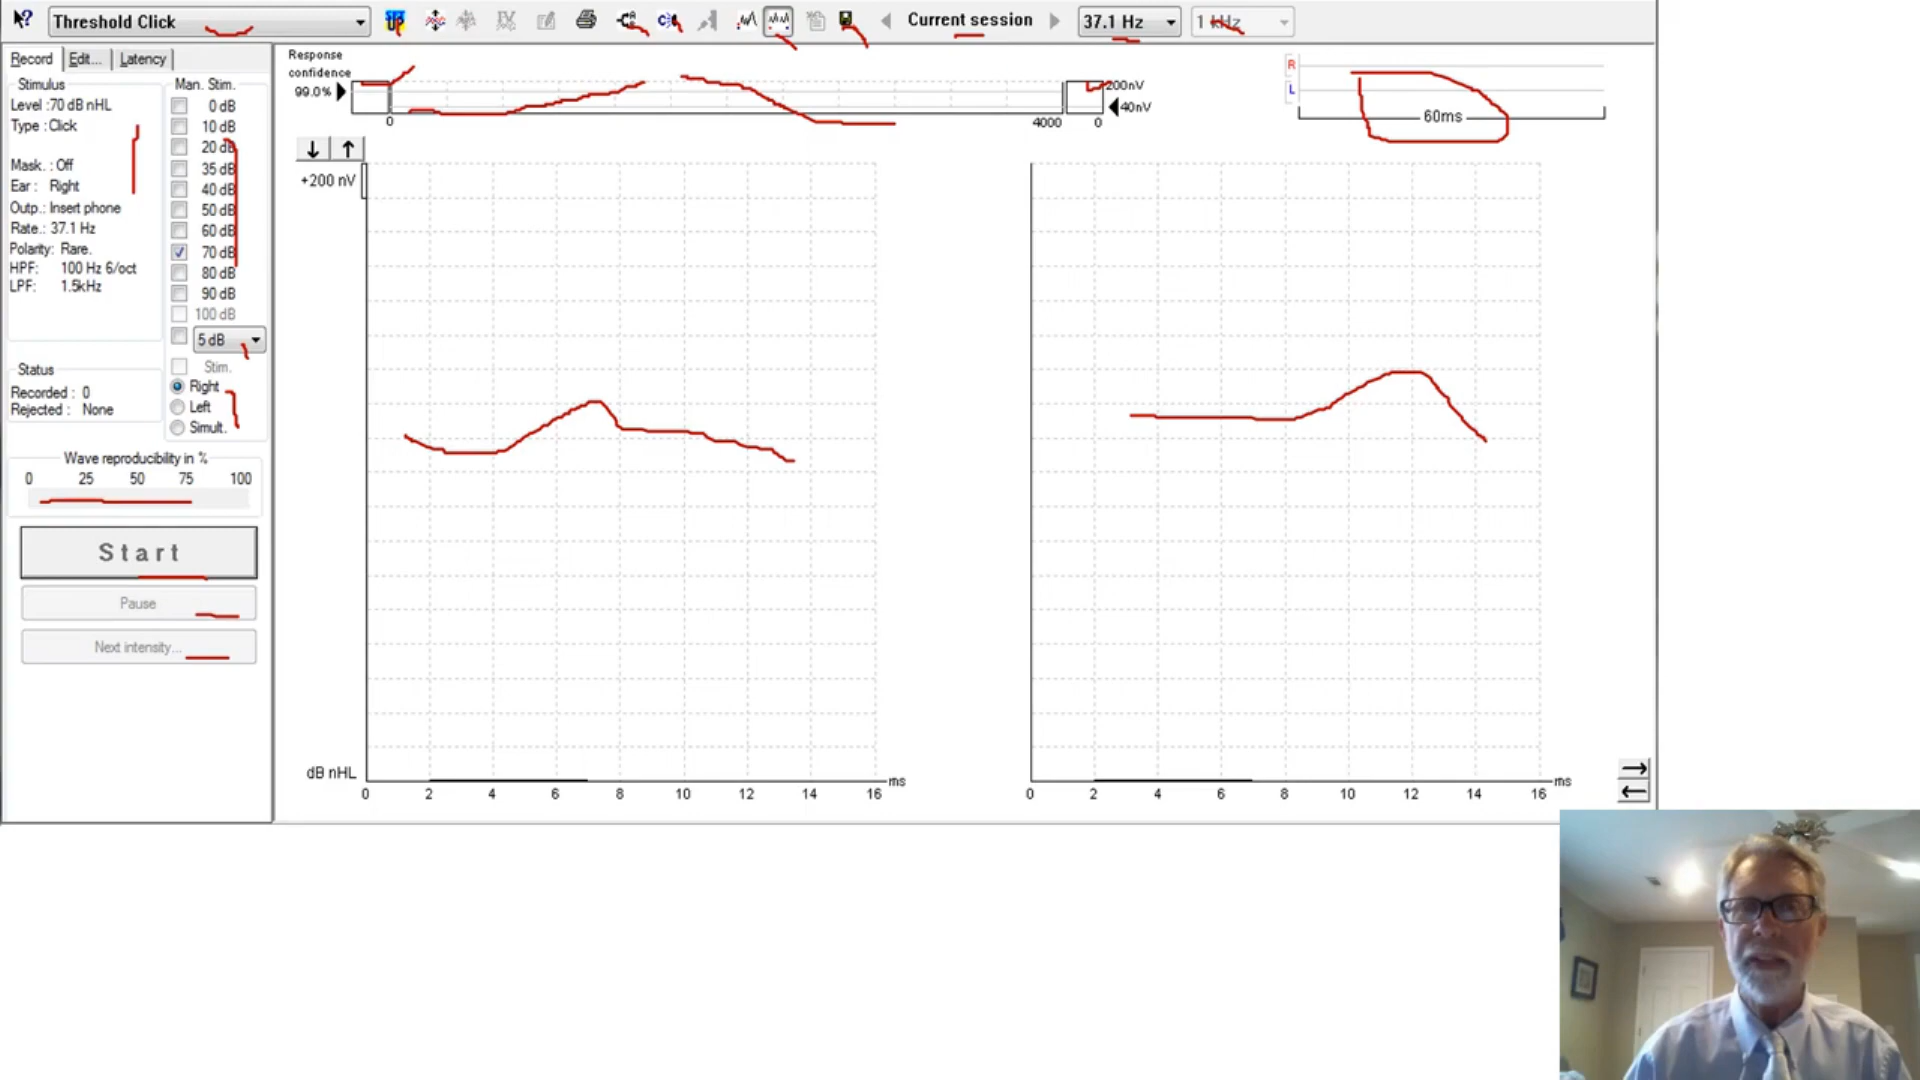 Threshold Click
Current session
37.1 Hz
1 kHz
Record
Edit...
Latency
Stimulus
Level :70 dB nHL
Type :Click
Mask. : Off
Ear : Right
Outp.: Insert phone
Rate.: 37.1 Hz
Polarity: Rare.
HPF: 100 Hz 6/oct
LPF: 1.5kHz
Man. Stim.
0 dB
10 dB
20 dB
35 dB
40 dB
50 dB
60 dB
70 dB
80 dB
90 dB
100 dB
5 dB
Stim.
Right
Left
Simult.
Status
Recorded : 0
Rejected : None
Wave reproducibility in %
0 25 50 75 100
Start
Pause
Next intensity...
Response
confidence
99.0%
0
4000
0
200nV
40nV
R
L
60ms
+200 nV
dB nHL
ms
0 2 4 6 8 10 12 14 16
ms
0 2 4 6 8 10 12 14 16